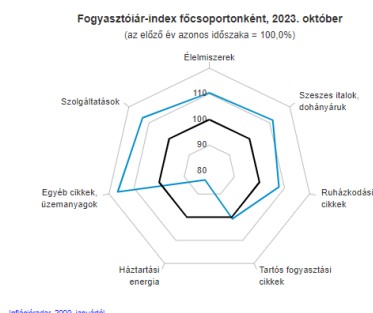 Fogyasztóiár-index főcsoportonként, 2023. október
(az előző év azonos időszaka = 100,0%)
Élelmiszerek
Szolgáltatások
Szeszes italok,
dohányáruk
110
100
90
80
Egyéb cikkek,
üzemanyagok
Ruházkodási
cikkek
Háztartási
energia
Tartós fogyasztási
cikkek